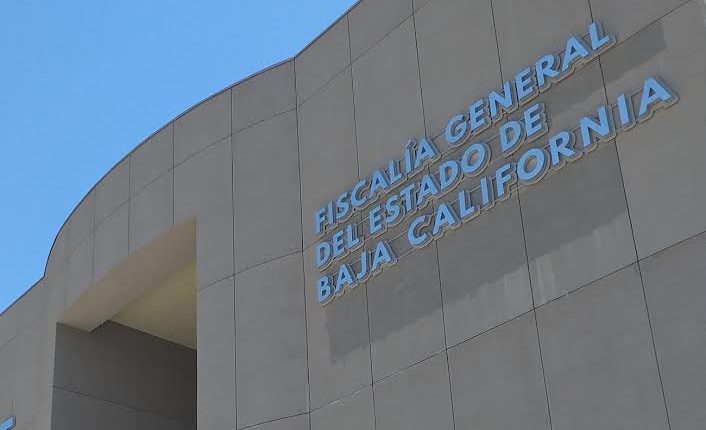 FISCALÍA GENERAL
DEL ESTADO DE
BAJA CALIFORNIA